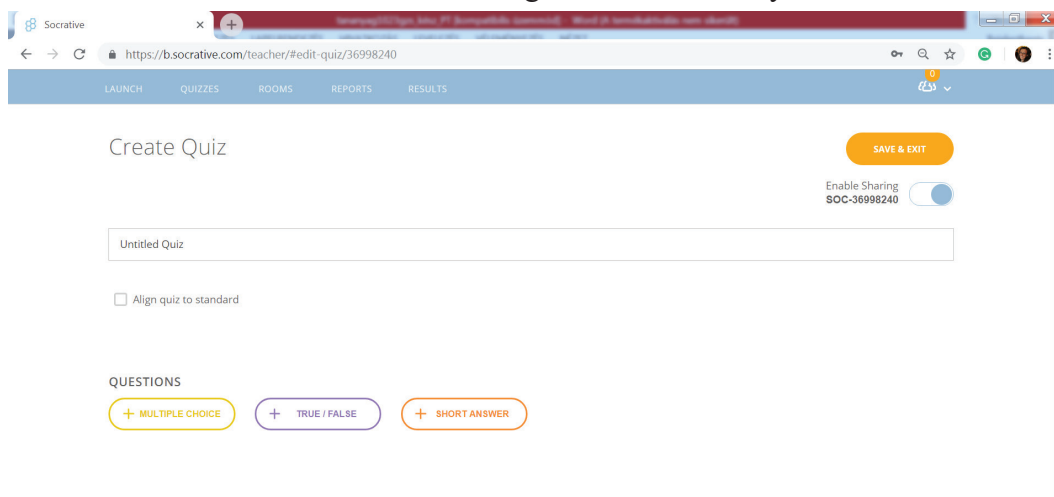 Socrative
https://b.socrative.com/teacher/#edit-quiz/36998240
LAUNCH QUIZZES ROOMS REPORTS RESULTS
0
Create Quiz
SAVE & EXIT
Enable Sharing
SOC-36998240
Untitled Quiz
Align quiz to standard
QUESTIONS
+ MULTIPLE CHOICE + TRUE / FALSE + SHORT ANSWER